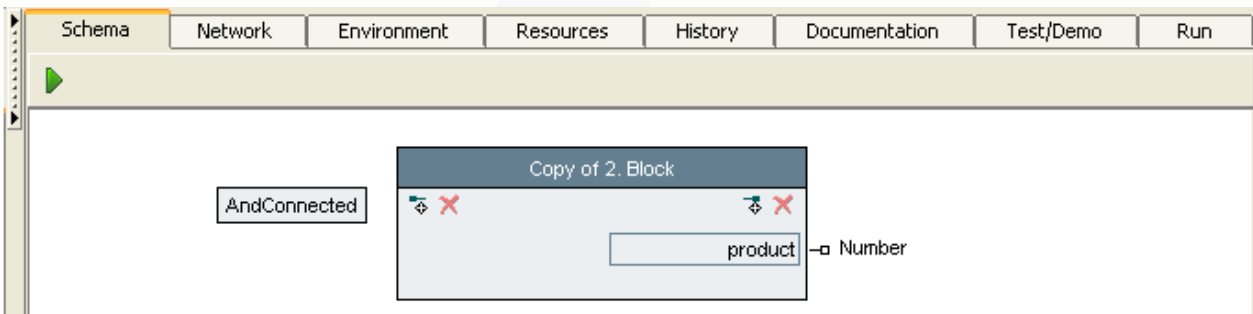 Schema Network Environment Resources History Documentation Test/Demo Run
Copy of 2. Block
AndConnected
product Number